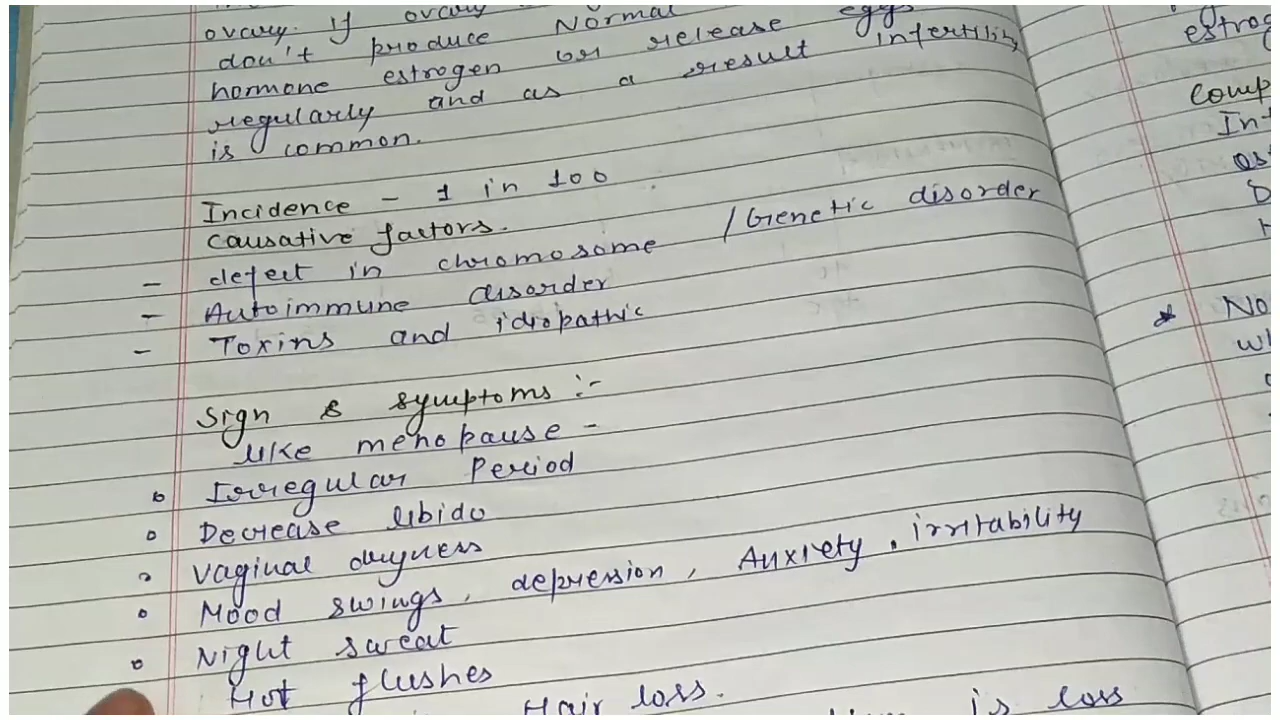 ovary. If ovary
don't produce Normal
hormone estrogen or release eggs
regularly and as a result infertility
is common.
Incidence - 1 in 100
Causative factors.
- defect in chromosome / Genetic disorder
- Autoimmune disorder
- Toxins and idiopathic
Sign & symptoms :-
like menopause -
Irregular Period
Decrease libido
Vaginal dryness
Mood swings, depression, Anxiety, irritability
Night sweat
Hot flushes
Hair loss.
is loss
estrog
Comp
Int
os
D
H
* No
wh